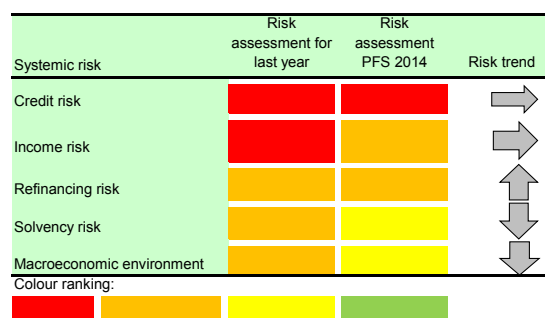 Systemic risk
Risk assessment for last year
Risk assessment PFS 2014
Risk trend
Credit risk
Income risk
Refinancing risk
Solvency risk
Macroeconomic environment
Colour ranking: